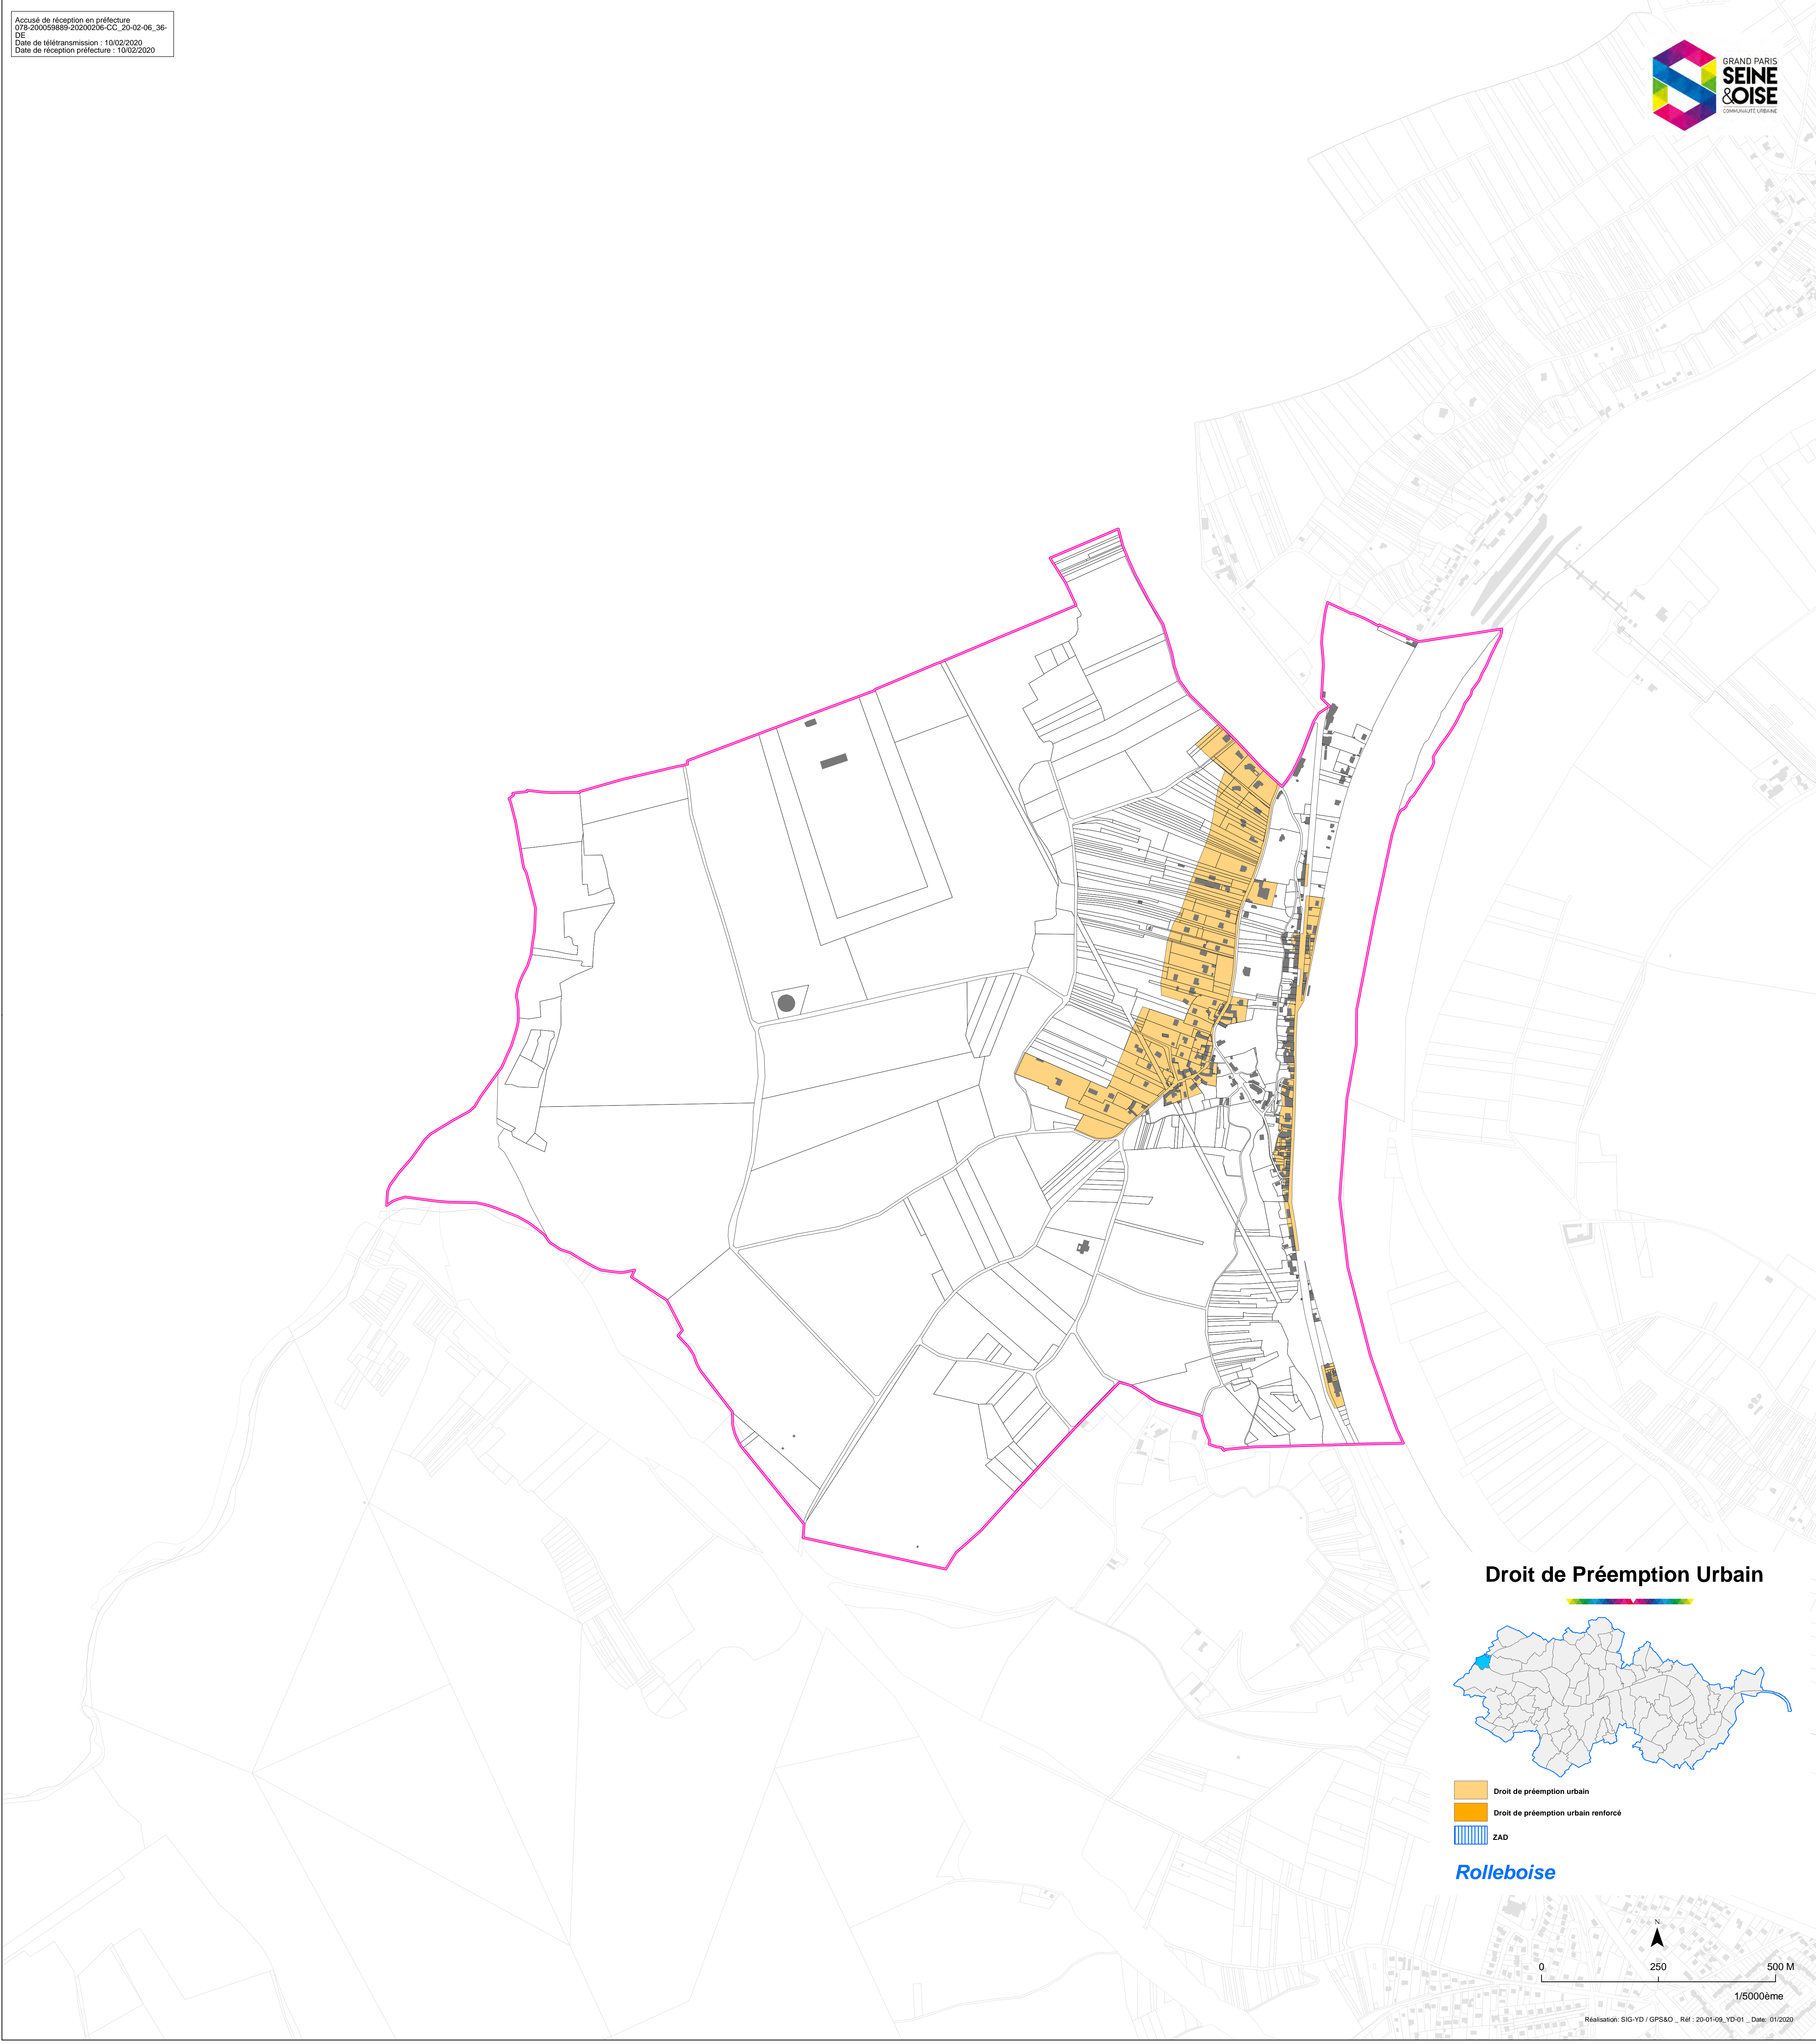 Accusé de réception en préfecture
078-200059889-20200206-CC_20-02-06_36-
DE
Date de télétransmission : 10/02/2020
Date de réception préfecture : 10/02/2020
GRAND PARIS
SEINE
&OISE
COMMUNAUTÉ URBAINE
Droit de Préemption Urbain
Droit de préemption urbain
Droit de préemption urbain renforcé
ZAD
Rolleboise
N
0 250 500 M
1/5000ème
Réalisation: SIG-YD / GPS&O _ Réf : 20-01-09_YD-01 _ Date: 01/2020